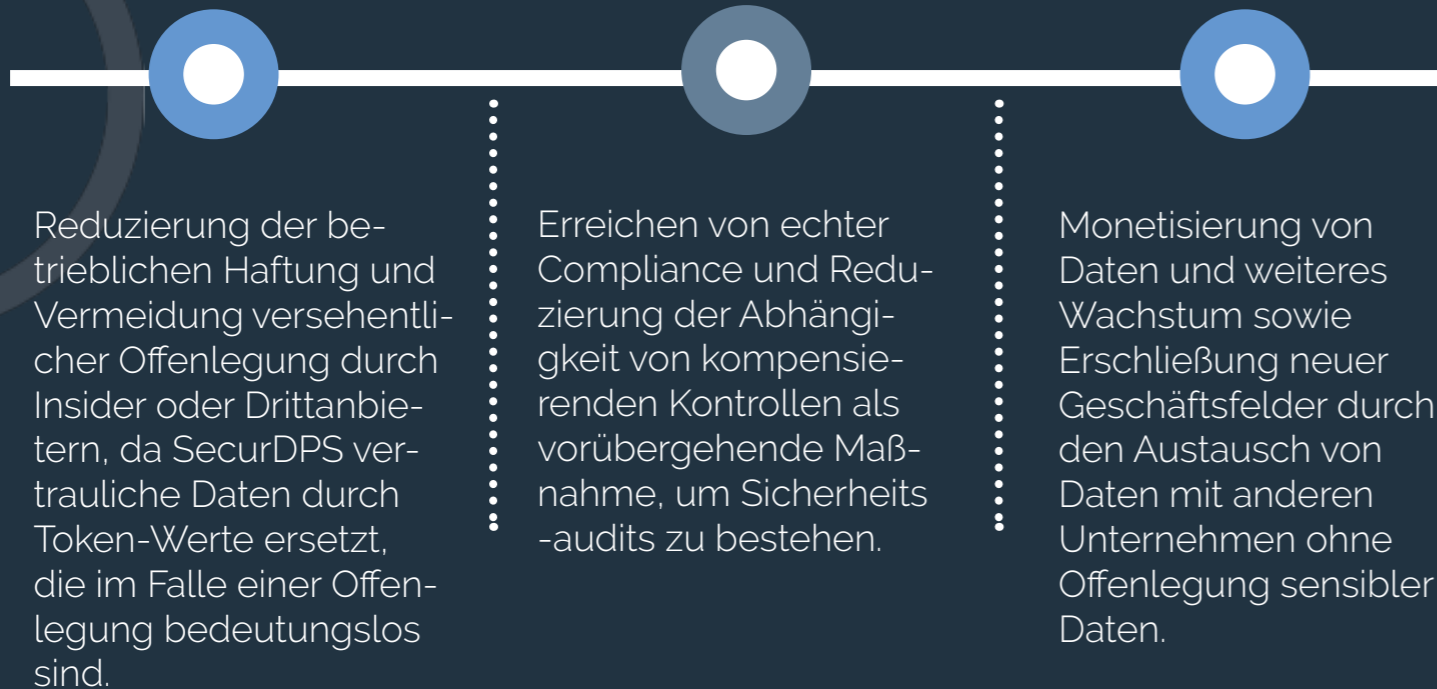 Reduzierung der be-
trieblichen Haftung und
Vermeidung versehentli-
cher Offenlegung durch
Insider oder Drittanbie-
tern, da SecurDPS ver-
trauliche Daten durch
Token-Werte ersetzt,
die im Falle einer Offen-
legung bedeutungslos
sind.
Erreichen von echter
Compliance und Redu-
zierung der Abhängi-
gkeit von kompensie-
renden Kontrollen als
vorübergehende Maß-
nahme, um Sicherheits
-audits zu bestehen.
Monetisierung von
Daten und weiteres
Wachstum sowie
Erschließung neuer
Geschäftsfelder durch
den Austausch von
Daten mit anderen
Unternehmen ohne
Offenlegung sensibler
Daten.